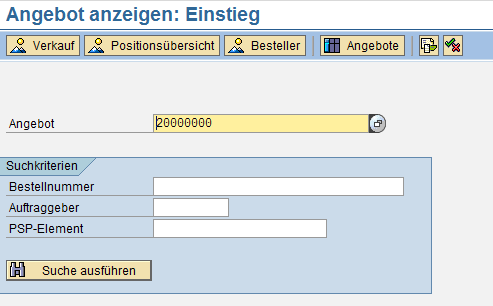 Angebot anzeigen: Einstieg
Verkauf Positionsübersicht Besteller Angebote
Angebot 20000000
Suchkriterien
Bestellnummer
Auftraggeber
PSP-Element
Suche ausführen